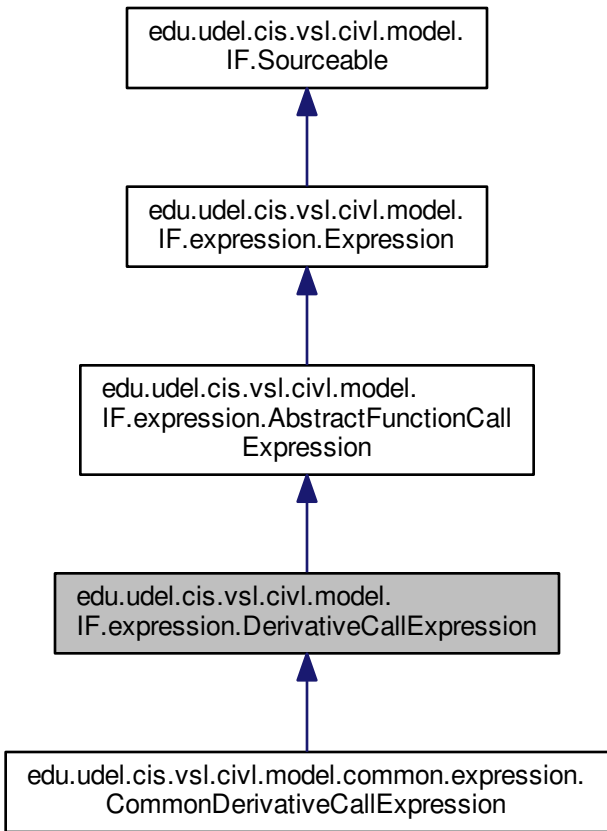 edu.udel.cis.vsl.civl.model.
IF.Sourceable
edu.udel.cis.vsl.civl.model.
IF.expression.Expression
edu.udel.cis.vsl.civl.model.
IF.expression.AbstractFunctionCall
Expression
edu.udel.cis.vsl.civl.model.
IF.expression.DerivativeCallExpression
edu.udel.cis.vsl.civl.model.common.expression.
CommonDerivativeCallExpression